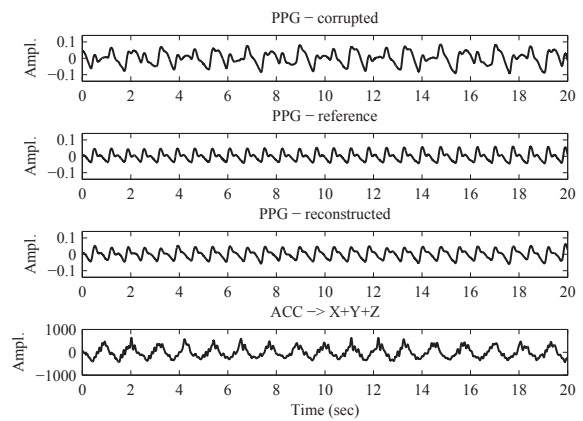 PPG − corrupted
Ampl.
0.1
0
−0.1
0 2 4 6 8 10 12 14 16 18 20
PPG − reference
Ampl.
0.1
0
−0.1
0 2 4 6 8 10 12 14 16 18 20
PPG − reconstructed
Ampl.
0.1
0
−0.1
0 2 4 6 8 10 12 14 16 18 20
ACC −> X+Y+Z
Ampl.
1000
0
−1000
0 2 4 6 8 10 12 14 16 18 20
Time (sec)